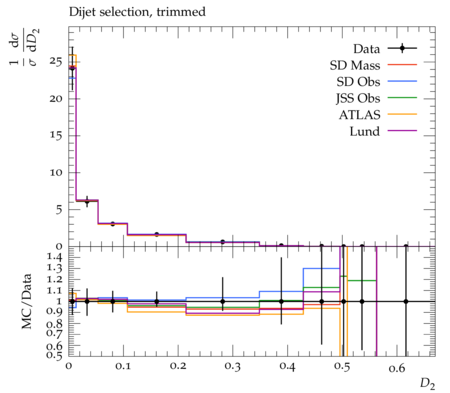 Dijet selection, trimmed
1/σ dσ/dD₂
Data
SD Mass
SD Obs
JSS Obs
ATLAS
Lund
25
20
15
10
5
0
MC/Data
1.4
1.3
1.2
1.1
1
0.9
0.8
0.7
0.6
0.5
0 0.1 0.2 0.3 0.4 0.5 0.6
D₂